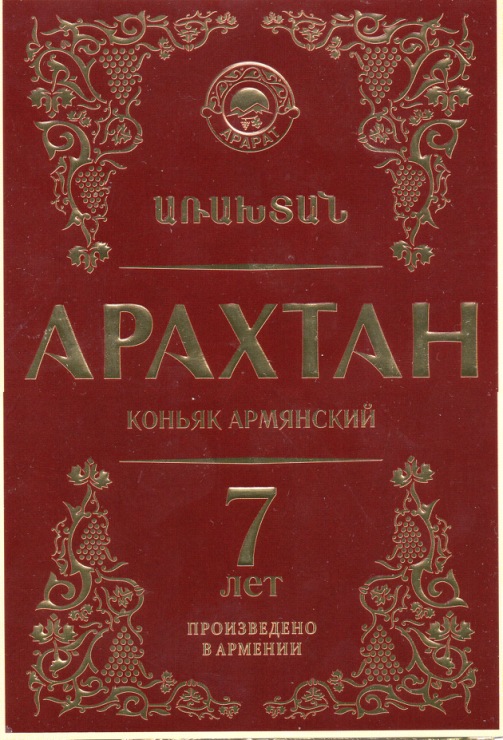 АРАРАТ
ԱՌԱԽՏԱՆ
АРАХТАН
КОНЬЯК АРМЯНСКИЙ
7
лет
ПРОИЗВЕДЕНО
В АРМЕНИИ